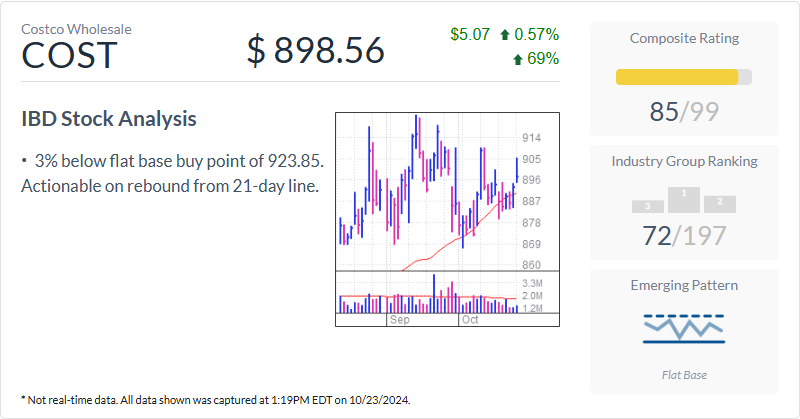 Costco Wholesale
COST
$ 898.56
$5.07 0.57%
69%
IBD Stock Analysis
• 3% below flat base buy point of 923.85.
Actionable on rebound from 21-day line.
914
905
896
887
878
869
860
3.3M
2.0M
1.2M
Sep Oct
Composite Rating
85/99
Industry Group Ranking
3 1 2
72/197
Emerging Pattern
Flat Base
* Not real-time data. All data shown was captured at 1:19PM EDT on 10/23/2024.